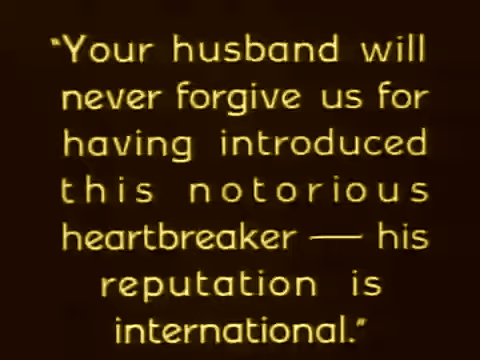 "Your husband will
never forgive us for
having introduced
this notorious
heartbreaker — his
reputation is
international."